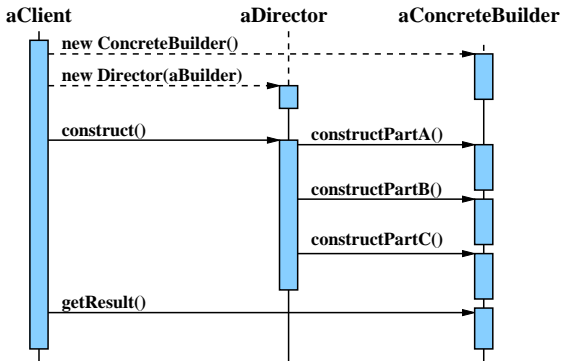 aClient aDirector aConcreteBuilder
new ConcreteBuilder()
new Director(aBuilder)
construct() constructPartA()
constructPartB()
constructPartC()
getResult()